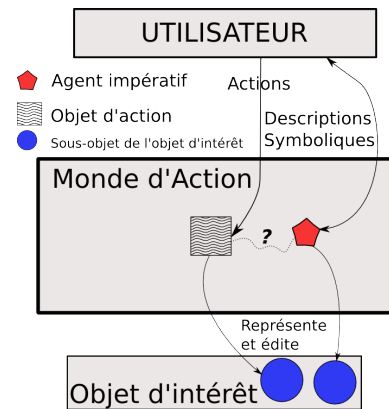 UTILISATEUR
Agent impératif
Actions
Objet d'action
Descriptions
Symboliques
Sous-objet de l'objet d'intérêt
Monde d'Action
?
Représente
et édite
Objet d'intérêt